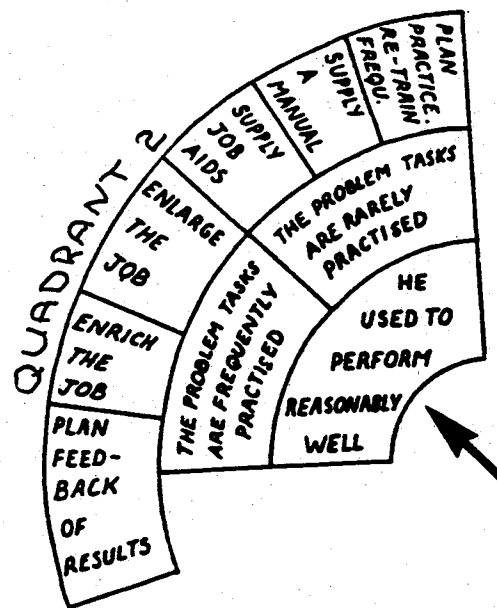 QUADRANT 2
PLAN
FEED-
BACK
OF
RESULTS
ENRICH
THE
JOB
ENLARGE
THE
JOB
SUPPLY
JOB
AIDS
SUPPLY
A
MANUAL
PLAN
PRACTICE.
RE-TRAIN
FREQU.
THE PROBLEM TASKS
ARE FREQUENTLY
PRACTISED
THE PROBLEM TASKS
ARE RARELY
PRACTISED
HE
USED TO
PERFORM
REASONABLY
WELL